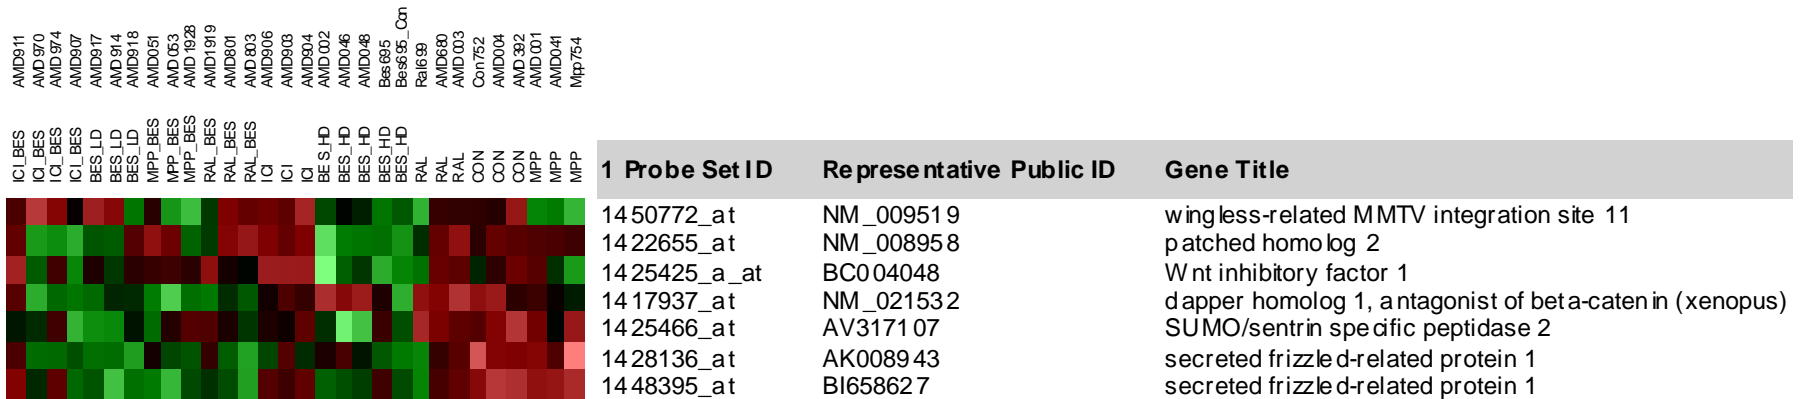 AMD911 AMD970 AMD974 AMD907 AMD917 AMD914 AMD918 AMD051 AMD053 AMD1928 AMD1919 AMD801 AMD803 AMD906 AMD903 AMD904 AMD002 AMD046 AMD048 Bes695 Bes695_Con Ral699 AMD680 AMD003 Con752 AMD004 AMD392 AMD001 AMD041 Mpp754
ICI_BES ICI_BES ICI_BES ICI_BES BES_LD BES_LD BES_LD MPP_BES MPP_BES MPP_BES RAL_BES RAL_BES RAL_BES ICI ICI ICI BES_HD BES_HD BES_HD BES_HD BES_HD RAL RAL RAL CON CON CON MPP MPP MPP
1 Probe Set ID Representative Public ID Gene Title
1450772_at NM_009519 wingless-related MMTV integration site 11
1422655_at NM_008958 patched homolog 2
1425425_a_at BC004048 Wnt inhibitory factor 1
1417937_at NM_021532 dapper homolog 1, antagonist of beta-catenin (xenopus)
1425466_at AV317107 SUMO/sentrin specific peptidase 2
1428136_at AK008943 secreted frizzled-related protein 1
1448395_at BI658627 secreted frizzled-related protein 1